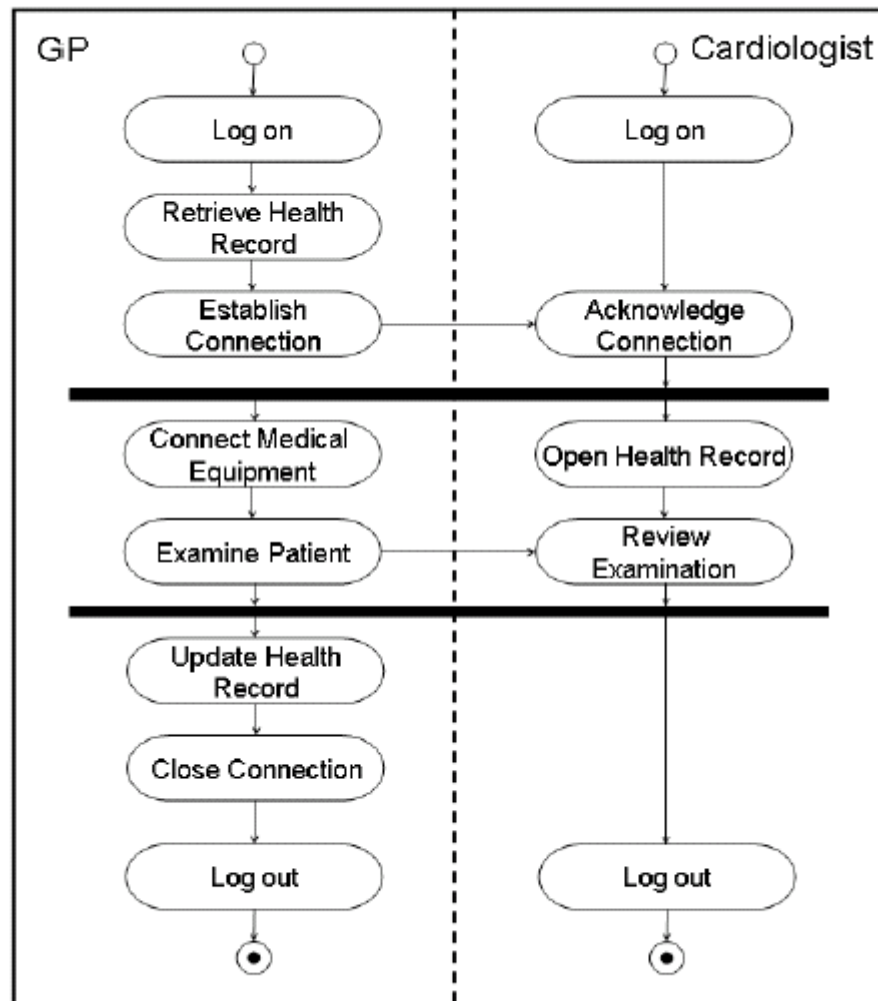 GP
Cardiologist
Log on
Log on
Retrieve Health
Record
Establish
Connection
Acknowledge
Connection
Connect Medical
Equipment
Open Health Record
Examine Patient
Review
Examination
Update Health
Record
Close Connection
Log out
Log out